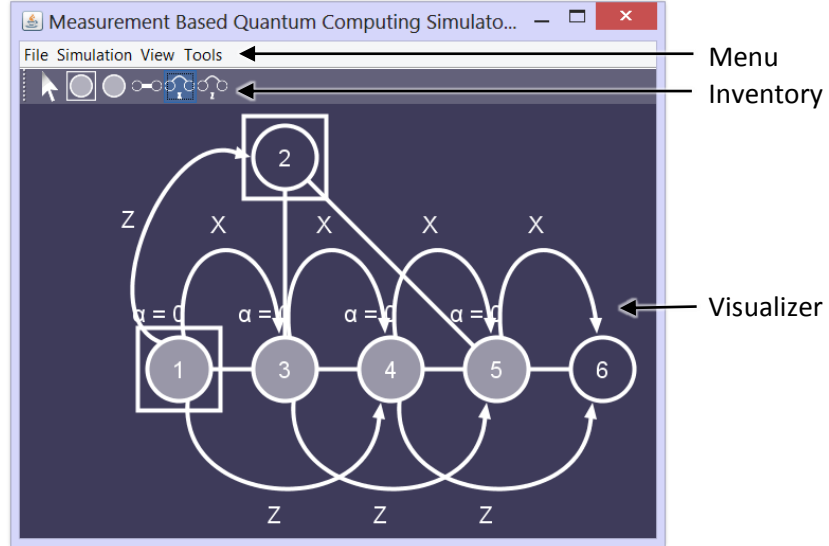 Measurement Based Quantum Computing Simulato...
File Simulation View Tools
Menu
Inventory
2
Z
X
X
X
X
α = 0
α = 0
α = 0
α = 0
Visualizer
1
3
4
5
6
Z
Z
Z